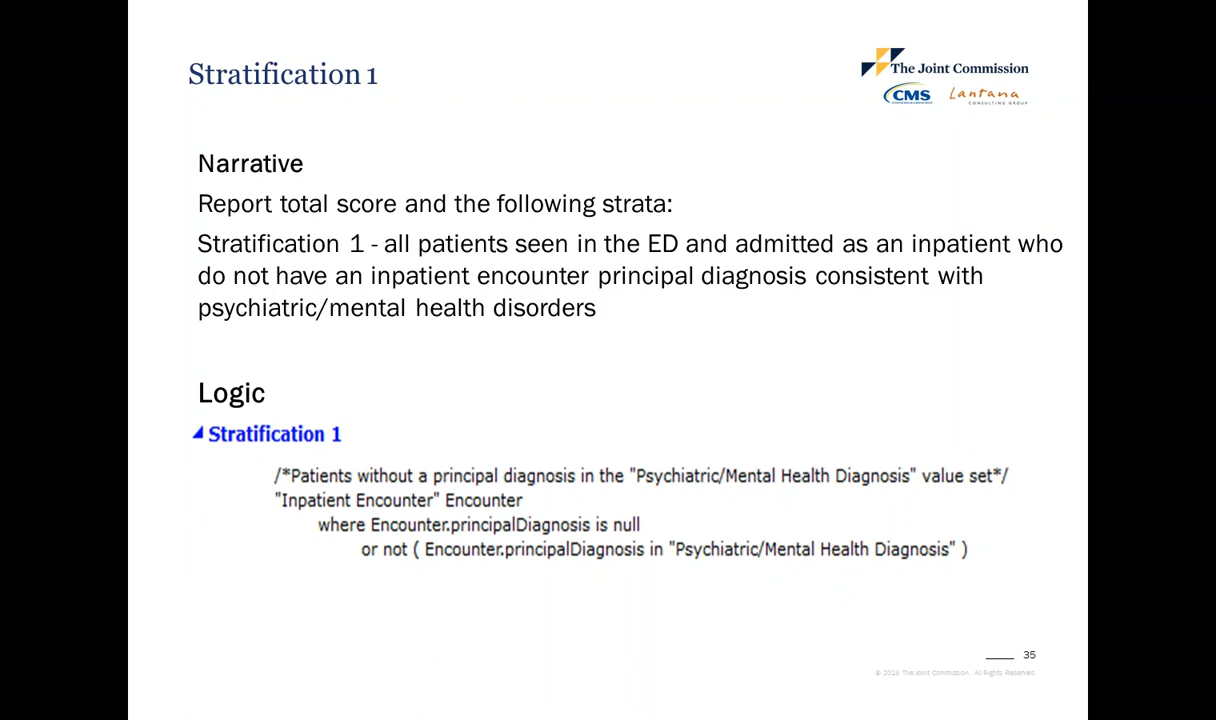 Stratification 1
The Joint Commission
CMS
Lantana
CONSULTING GROUP
Narrative
Report total score and the following strata:
Stratification 1 - all patients seen in the ED and admitted as an inpatient who
do not have an inpatient encounter principal diagnosis consistent with
psychiatric/mental health disorders
Logic
Stratification 1
/*Patients without a principal diagnosis in the "Psychiatric/Mental Health Diagnosis" value set*/
"Inpatient Encounter" Encounter
where Encounter.principalDiagnosis is null
or not ( Encounter.principalDiagnosis in "Psychiatric/Mental Health Diagnosis" )
35
The Joint Commission. All Rights Reserved.